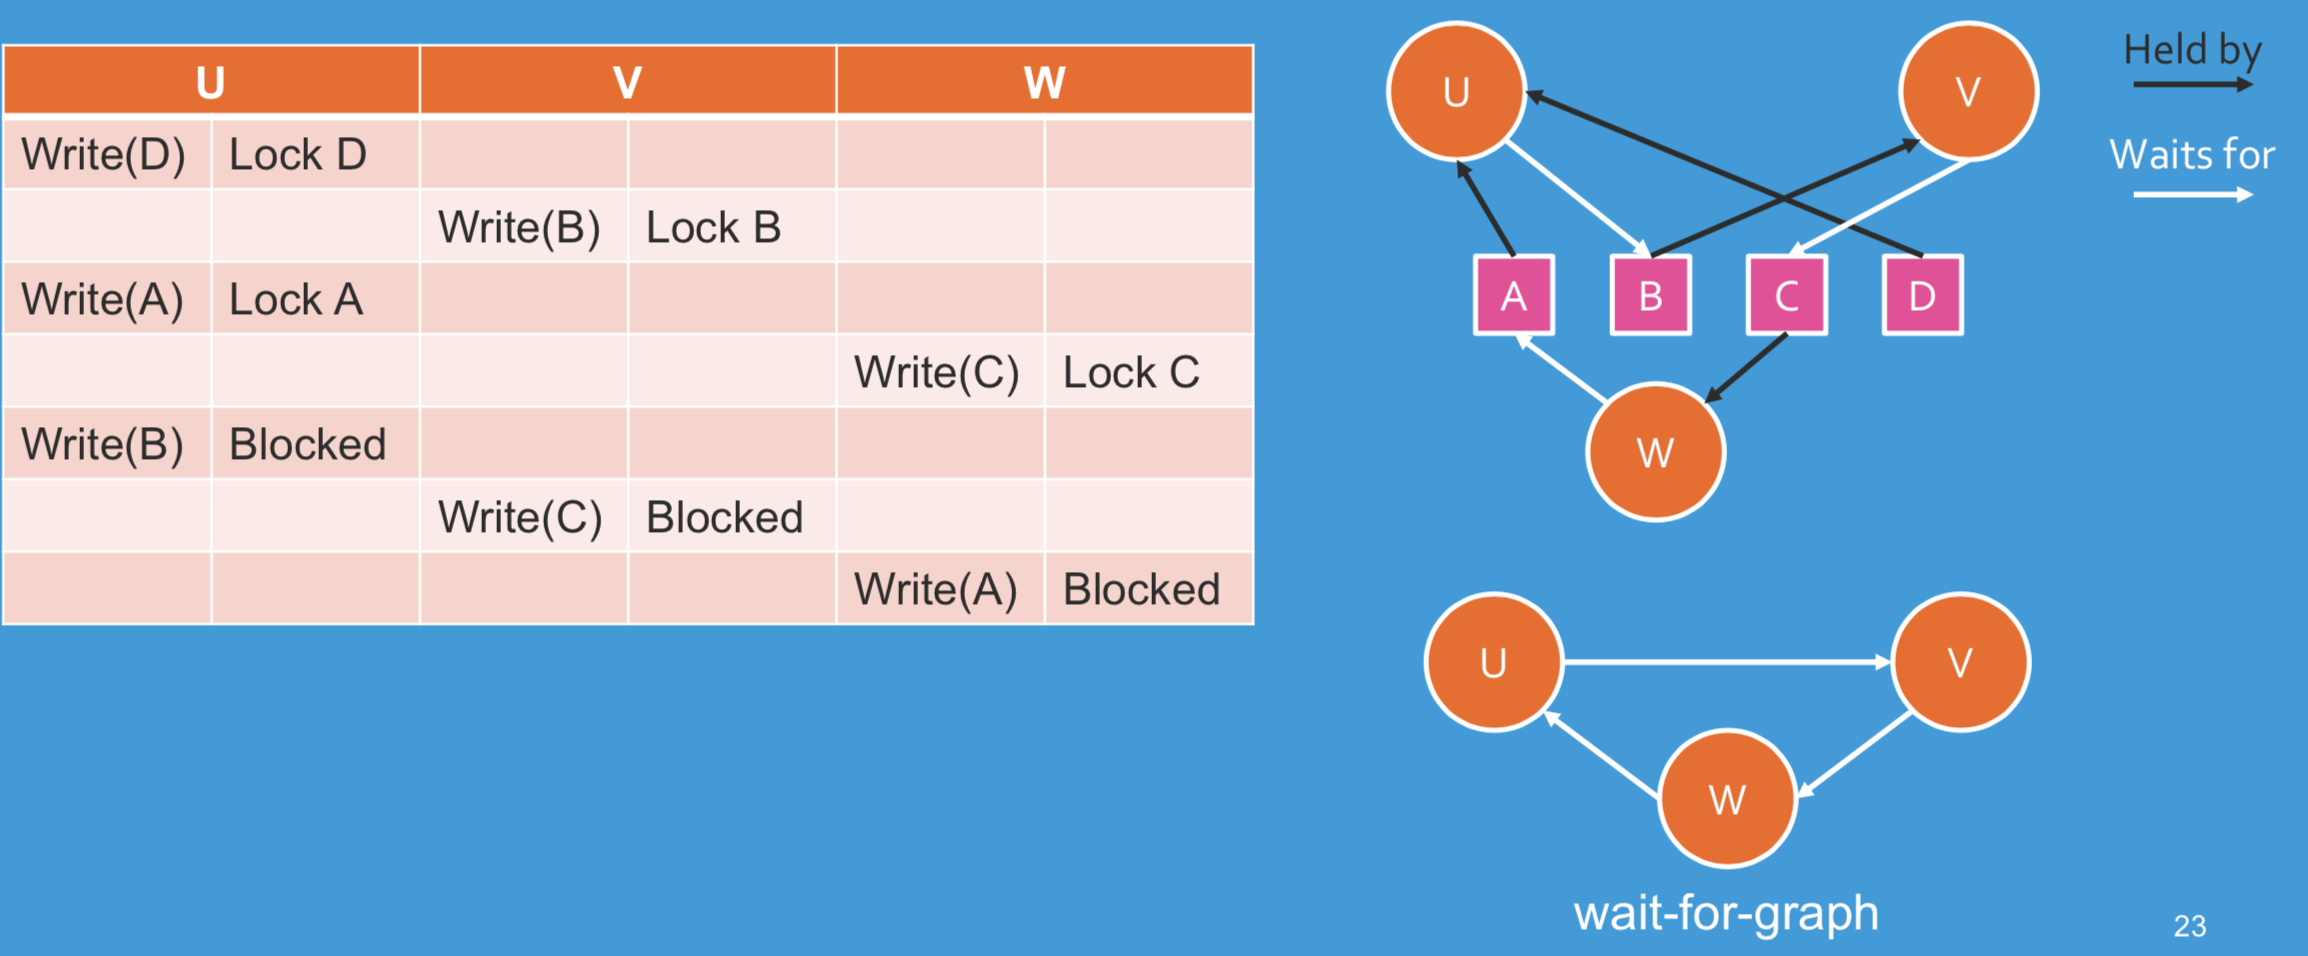 U V W
Write(D) Lock D
Write(B) Lock B
Write(A) Lock A
Write(C) Lock C
Write(B) Blocked
Write(C) Blocked
Write(A) Blocked
U V
A B C D
W
Held by
Waits for
U V
W
wait-for-graph
23